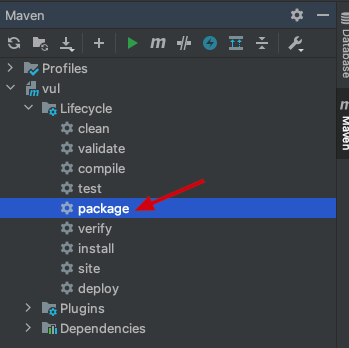 Maven
Profiles
vul
Lifecycle
clean
validate
compile
test
package
verify
install
site
deploy
Plugins
Dependencies
Database
m Maven